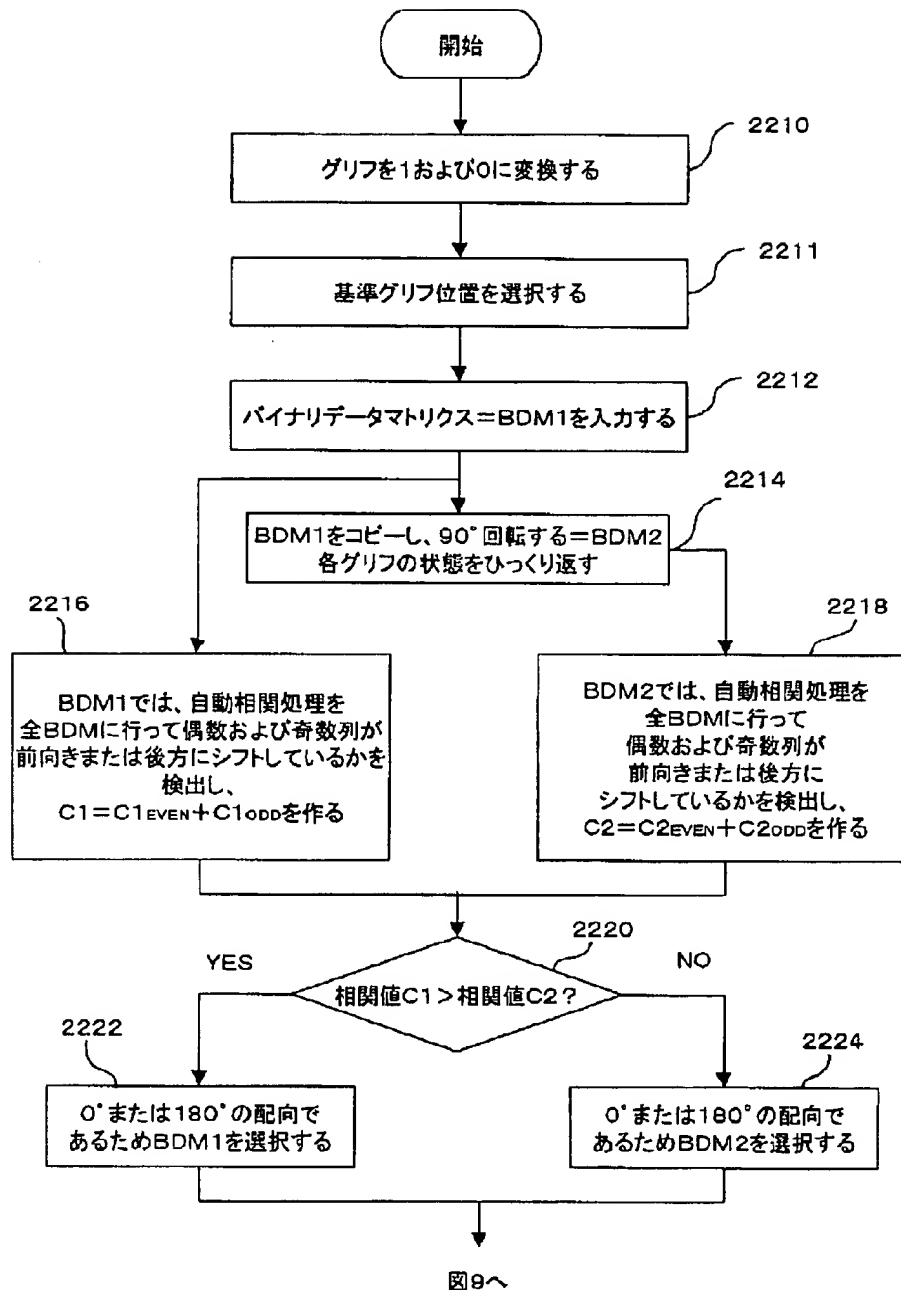 開始
2210
グリフを1および0に変換する
2211
基準グリフ位置を選択する
2212
バイナリデータマトリクス=BDM1を入力する
2214
BDM1をコピーし、90°回転する=BDM2
各グリフの状態をひっくり返す
2216
BDM1では、自動相関処理を
全BDMに行って偶数および奇数列が
前向きまたは後方にシフトしているかを
検出し、
C1=C1EVEN+C1ODDを作る
2218
BDM2では、自動相関処理を
全BDMに行って
偶数および奇数列が
前向きまたは後方に
シフトしているかを検出し、
C2=C2EVEN+C2ODDを作る
2220
YES
NO
相関値C1>相関値C2?
2222
0°または180°の配向で
あるためBDM1を選択する
2224
0°または180°の配向で
あるためBDM2を選択する
図9へ